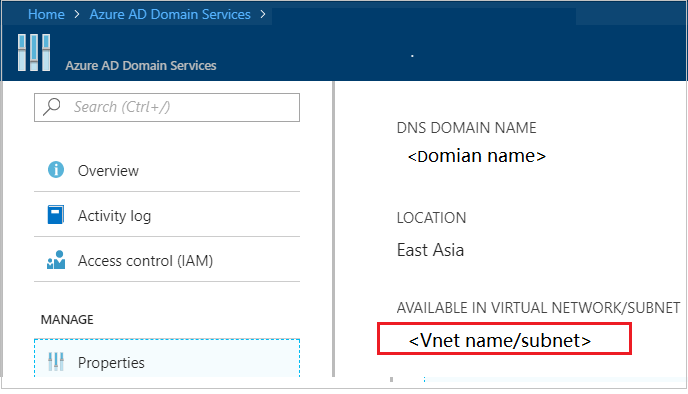 Home > Azure AD Domain Services >
Azure AD Domain Services
Search (Ctrl+/)
Overview
Activity log
Access control (IAM)
MANAGE
Properties
DNS DOMAIN NAME
<Domian name>
LOCATION
East Asia
AVAILABLE IN VIRTUAL NETWORK/SUBNET
<Vnet name/subnet>